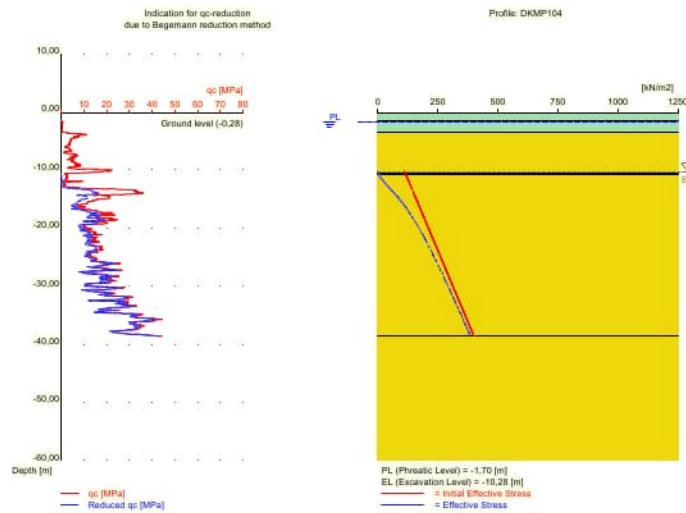 Indication for qc-reduction
due to Begemann reduction method
Profile: DKMP104
10,00
qc [MPa]
[kN/m2]
0,00
10 20 30 40 50 60 70 80
0 250 500 750 1000 1250
Ground level (-0,28)
PL
-10,00
-20,00
-30,00
-40,00
-50,00
-60,00
Depth [m]
qc [MPa]
Reduced qc [MPa]
PL (Phreatic Level) = -1,70 [m]
EL (Excavation Level) = -10,28 [m]
= Initial Effective Stress
= Effective Stress